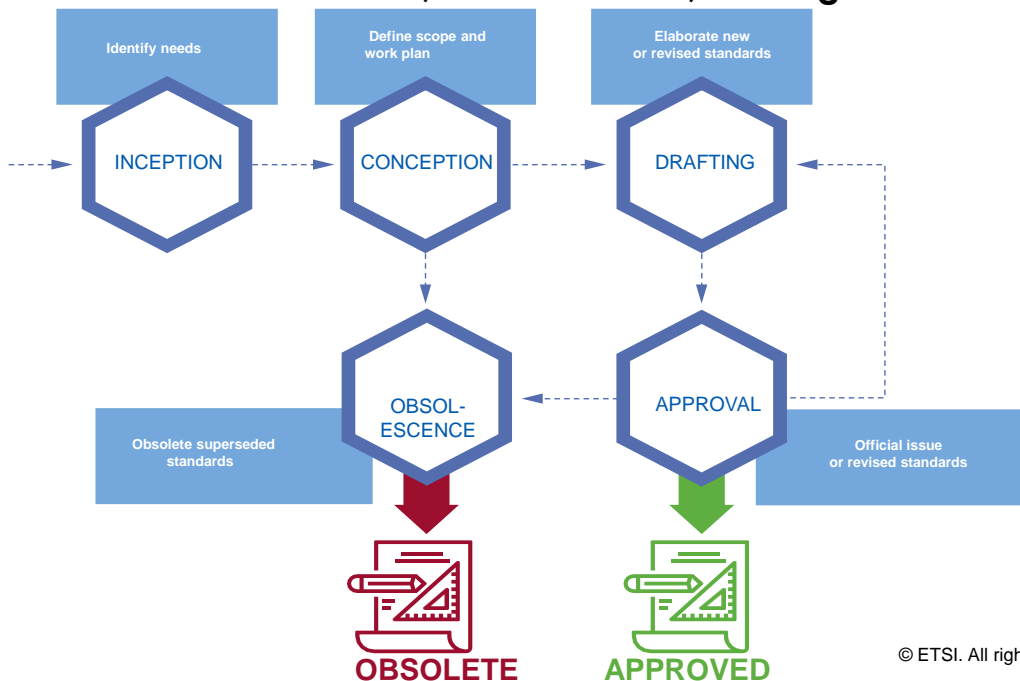 Identify needs
Define scope and
work plan
Elaborate new
or revised standards
INCEPTION
CONCEPTION
DRAFTING
OBSOL-
ESCENCE
APPROVAL
Obsolete superseded
standards
Official issue
or revised standards
OBSOLETE
APPROVED
© ETSI. All righ